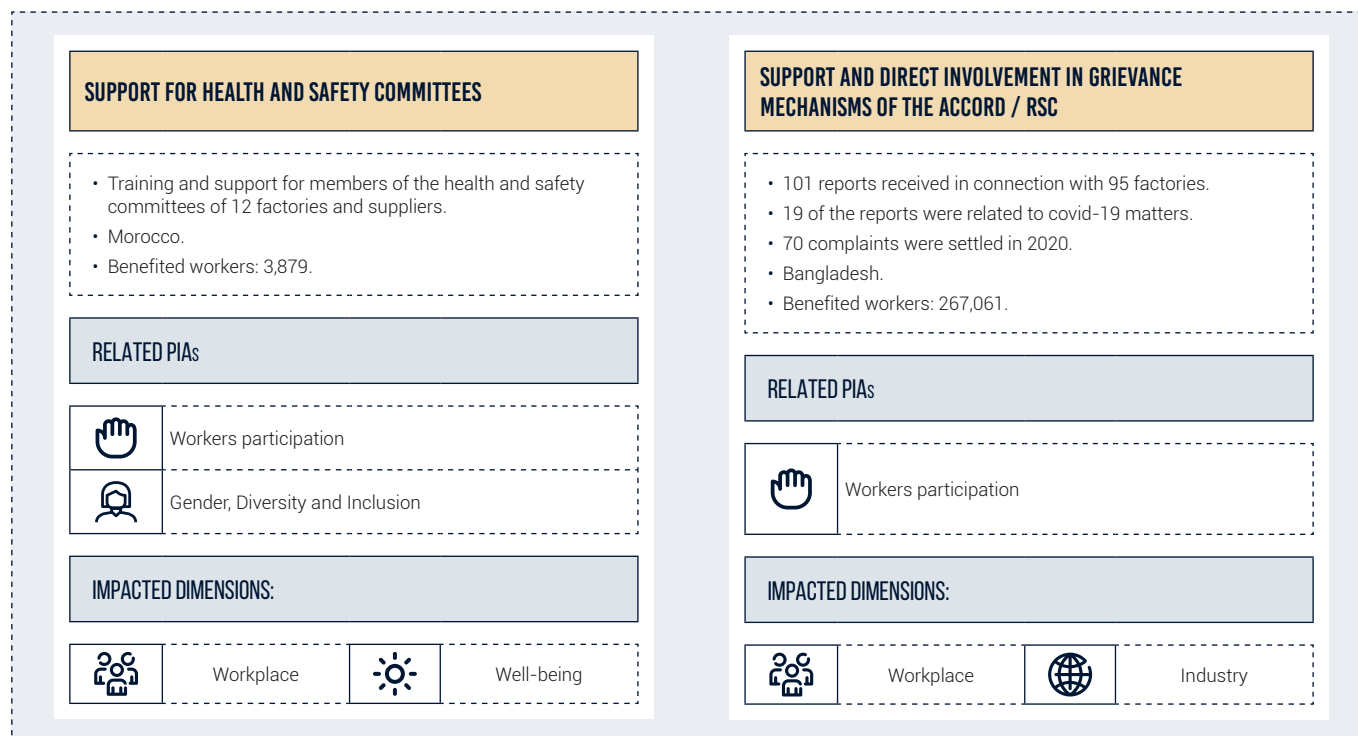 SUPPORT FOR HEALTH AND SAFETY COMMITTEES
• Training and support for members of the health and safety
committees of 12 factories and suppliers.
• Morocco.
• Benefited workers: 3,879.
RELATED PIAs
Workers participation
Gender, Diversity and Inclusion
IMPACTED DIMENSIONS:
Workplace
Well-being
SUPPORT AND DIRECT INVOLVEMENT IN GRIEVANCE
MECHANISMS OF THE ACCORD / RSC
• 101 reports received in connection with 95 factories.
• 19 of the reports were related to covid-19 matters.
• 70 complaints were settled in 2020.
• Bangladesh.
• Benefited workers: 267,061.
RELATED PIAs
Workers participation
IMPACTED DIMENSIONS:
Workplace
Industry